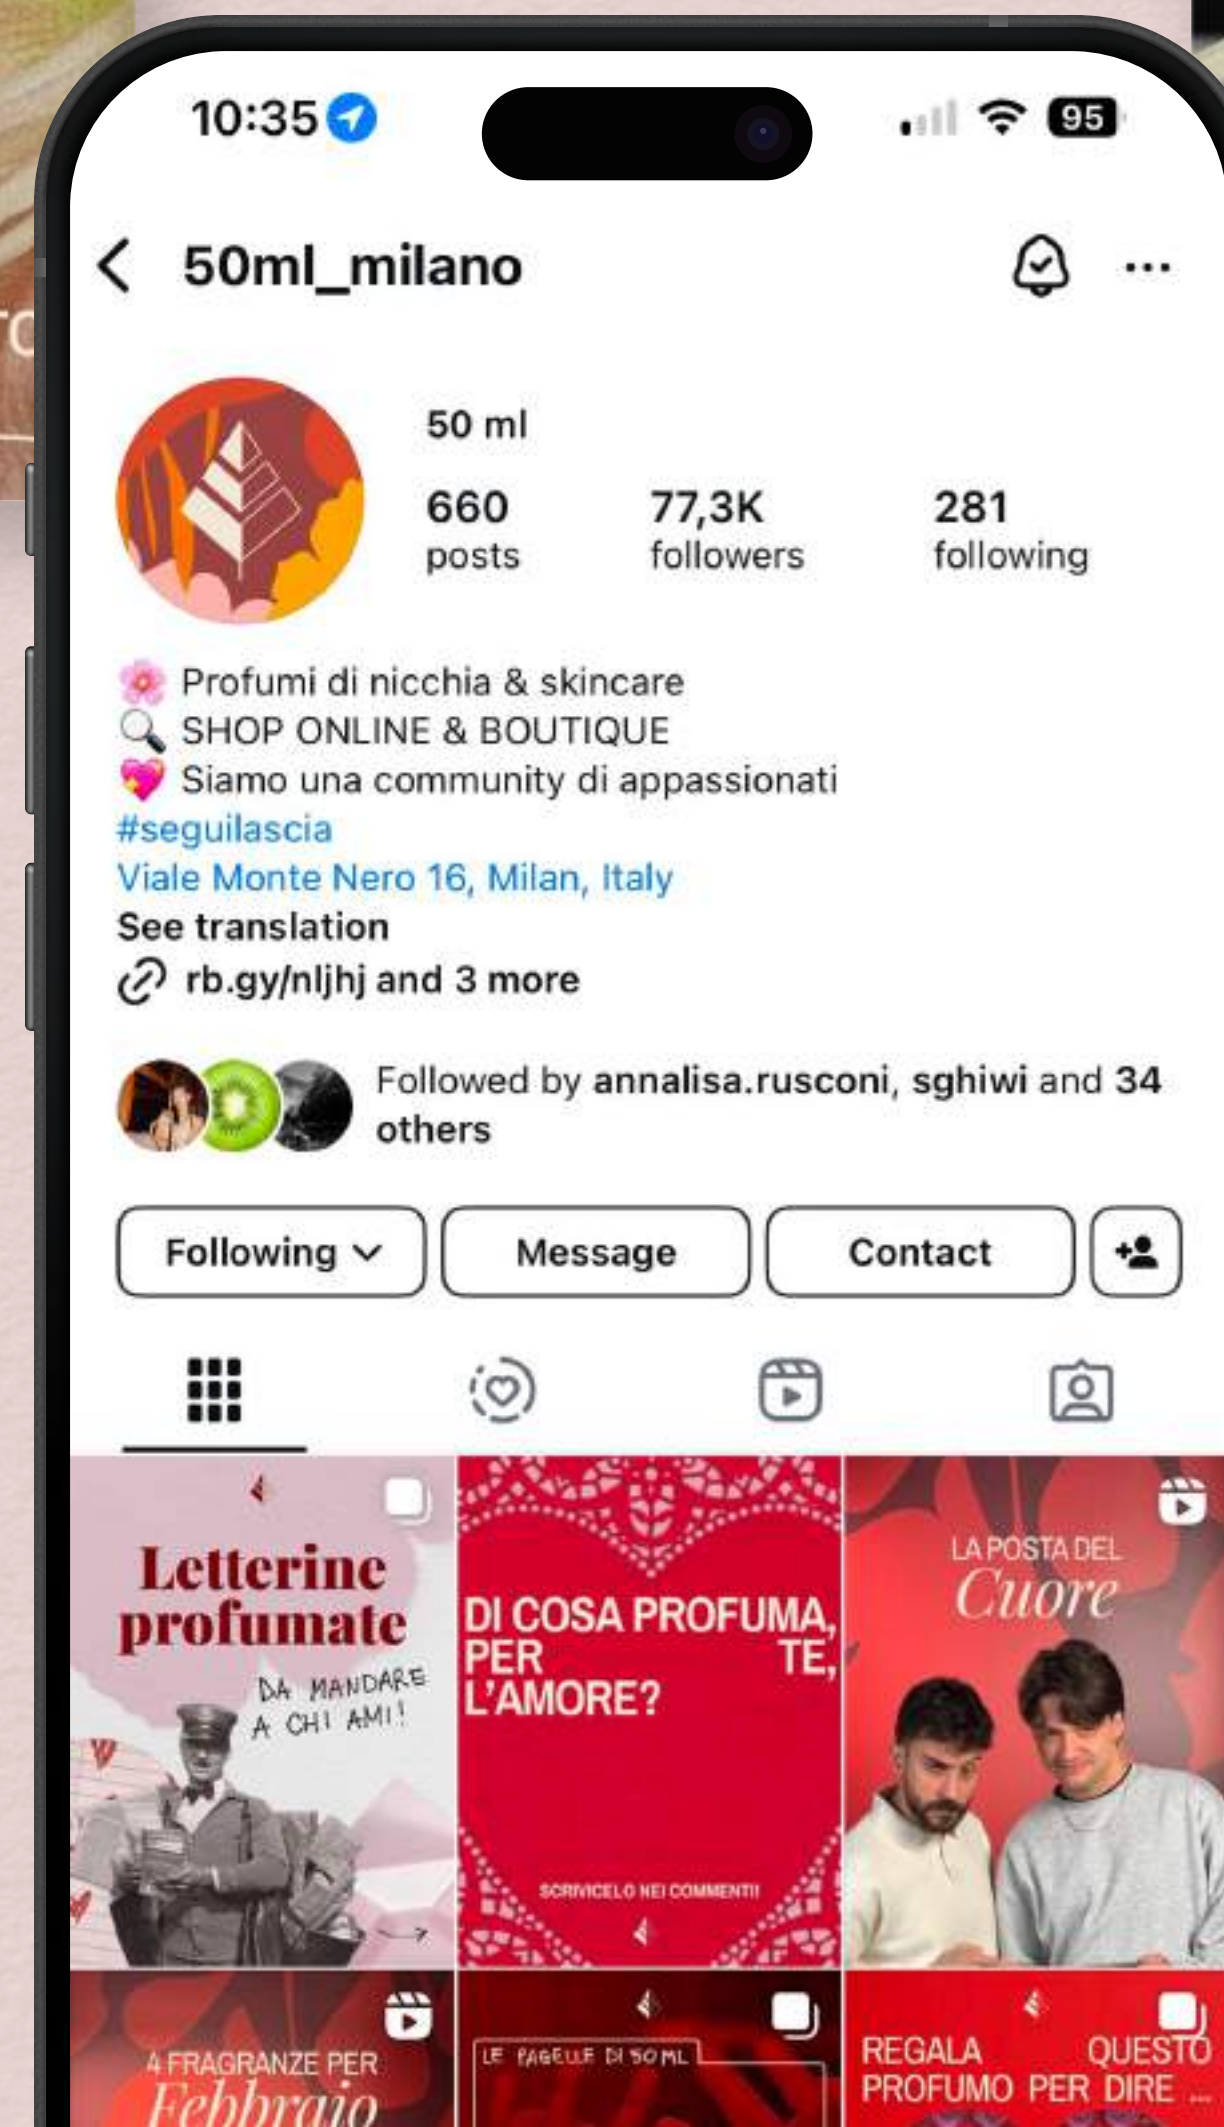 10:35
95
50ml_milano
50 ml
660 77,3K 281
posts followers following
🌸 Profumi di nicchia & skincare
🔍 SHOP ONLINE & BOUTIQUE
💖 Siamo una community di appassionati
#seguilascia
Viale Monte Nero 16, Milan, Italy
See translation
rb.gy/nljhj and 3 more
Followed by annalisa.rusconi, sghiwi and 34
others
Following
Message
Contact
Letterine
profumate
DA MANDARE
A CHI AMI!
DI COSA PROFUMA,
PER TE,
L'AMORE?
SCRIVICELO NEI COMMENTI!
LA POSTA DEL
Cuore
4 FRAGRANZE PER
Febbraio
LE PAGELLE DI 50ML
REGALA QUESTO
PROFUMO PER DIRE ...